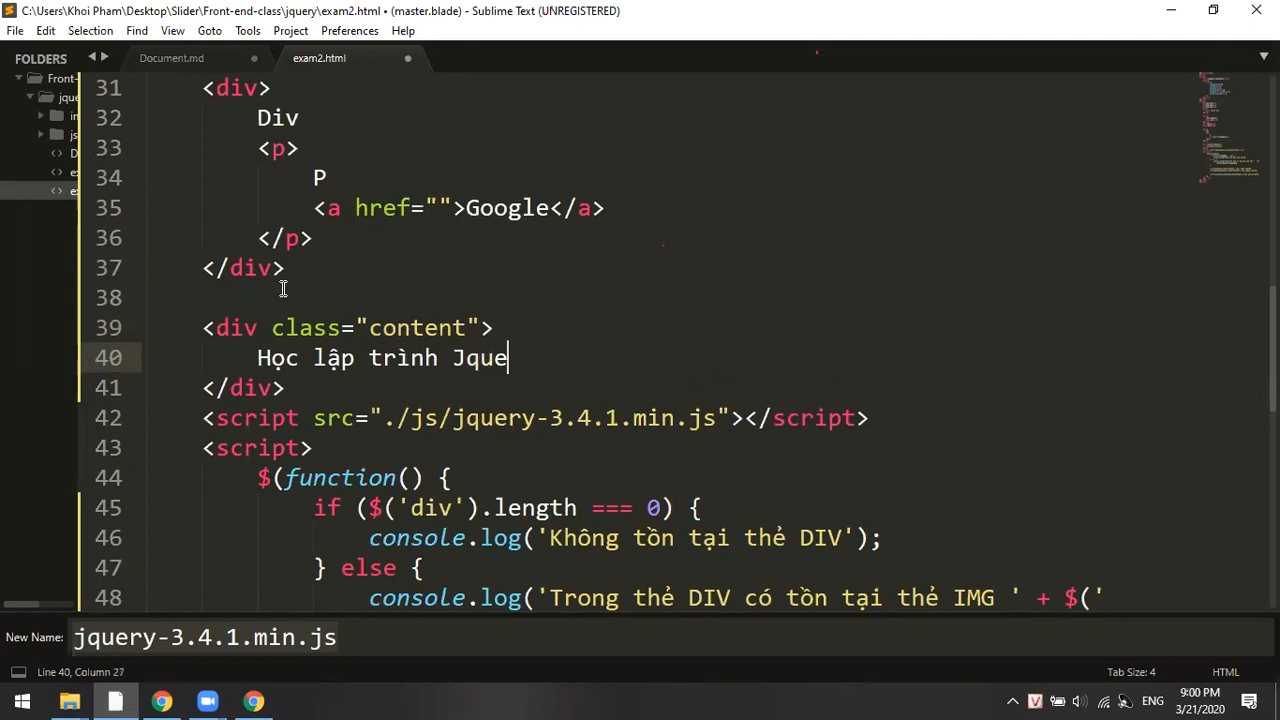 C:\Users\Khoi Pham\Desktop\Slider\Front-end-class\jquery\exam2.html • (master.blade) - Sublime Text (UNREGISTERED)
File Edit Selection Find View Goto Tools Project Preferences Help
FOLDERS
Document.md
exam2.html
Front-
jque
in
js
D
e
e
31 <div>
32 Div
33 <p>
34 P
35 <a href="">Google</a>
36 </p>
37 </div>
38
39 <div class="content">
40 Học lập trình Jque
41 </div>
42 <script src="./js/jquery-3.4.1.min.js"></script>
43 <script>
44 $(function() {
45 if ($('div').length === 0) {
46 console.log('Không tồn tại thẻ DIV');
47 } else {
48 console.log('Trong thẻ DIV có tồn tại thẻ IMG ' + $('
New Name: jquery-3.4.1.min.js
Line 40, Column 27
Tab Size: 4
HTML
V
ENG
9:00 PM
3/21/2020